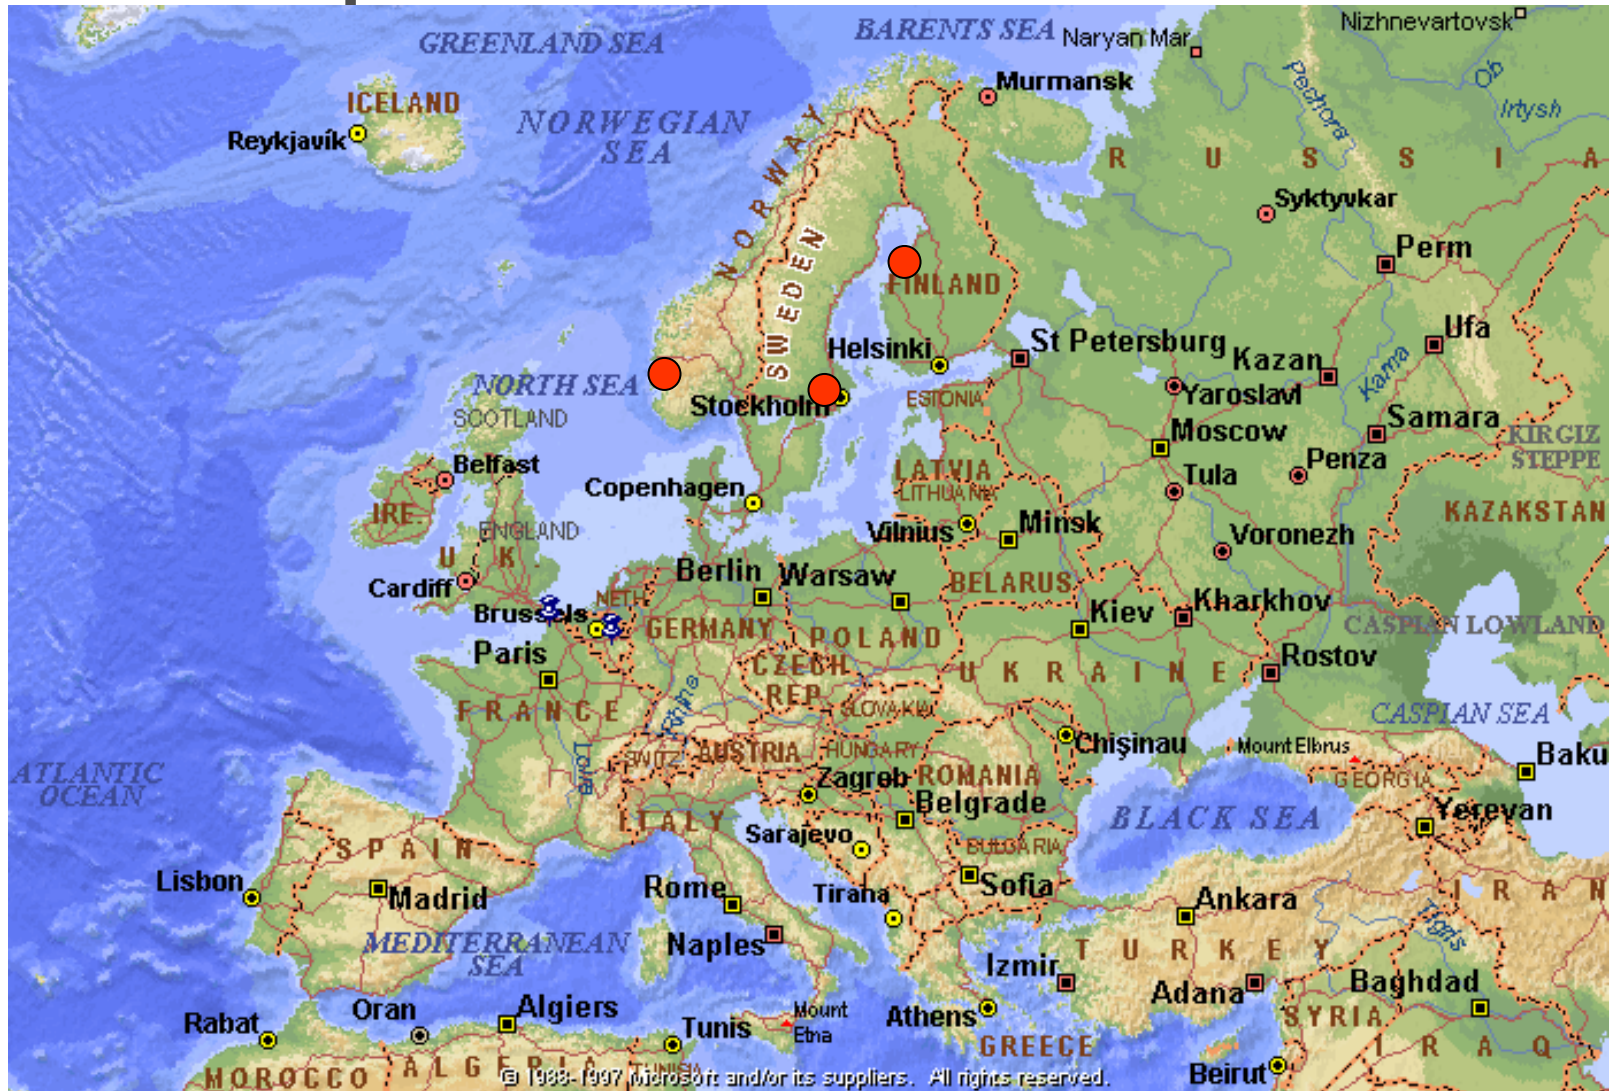 GREENLAND SEA
BARENTS SEA
Naryan Mar
Nizhnevartovsk
Ob
Irtysh
Pechora
Murmansk
ICELAND
Reykjavík
NORWEGIAN
SEA
NORWAY
RUSSIA
Syktyvkar
Perm
SWEDEN
FINLAND
Ufa
Kama
Helsinki
St Petersburg
Kazan
NORTH SEA
Stockholm
ESTONIA
Yaroslavl
Samara
SCOTLAND
Moscow
KIRGIZ
STEPPE
Belfast
LATVIA
Tula
Penza
Copenhagen
LITHUANIA
IRE.
ENGLAND
Vilnius
Minsk
Voronezh
KAZAKSTAN
U. K.
Cardiff
Berlin
Warsaw
BELARUS
NETH.
Brussels
Kiev
Kharkhov
GERMANY
POLAND
CASPIAN LOWLAND
Paris
CZECH
REP.
UKRAINE
Rostov
FRANCE
Rhine
SLOVAKIA
CASPIAN SEA
Loire
SWITZ.
AUSTRIA
HUNGARY
Chişinau
Mount Elbrus
Baku
ATLANTIC
OCEAN
Zagreb
ROMANIA
GEORGIA
Belgrade
BLACK SEA
Yerevan
ITALY
Sarajevo
BULGARIA
SPAIN
Lisbon
Madrid
Rome
Tirana
Sofia
Ankara
IRAN
MEDITERRANEAN
SEA
Naples
TURKEY
Tigris
Izmir
Adana
Baghdad
Oran
Algiers
Rabat
Tunis
Mount
Etna
Athens
GREECE
SYRIA
IRAQ
MOROCCO
ALGERIA
TUNISIA
Beirut
© 1988-1997 Microsoft and/or its suppliers. All rights reserved.